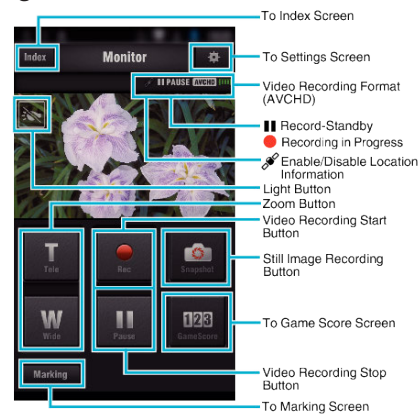 To Index Screen
Index
Monitor
To Settings Screen
PAUSE AVCHD
Video Recording Format
(AVCHD)
Record-Standby
Recording in Progress
Enable/Disable Location
Information
Light Button
Zoom Button
Video Recording Start
Button
T
Tele
Rec
Snapshot
Still Image Recording
Button
W
Wide
Pause
123
GameScore
To Game Score Screen
Marking
Video Recording Stop
Button
To Marking Screen